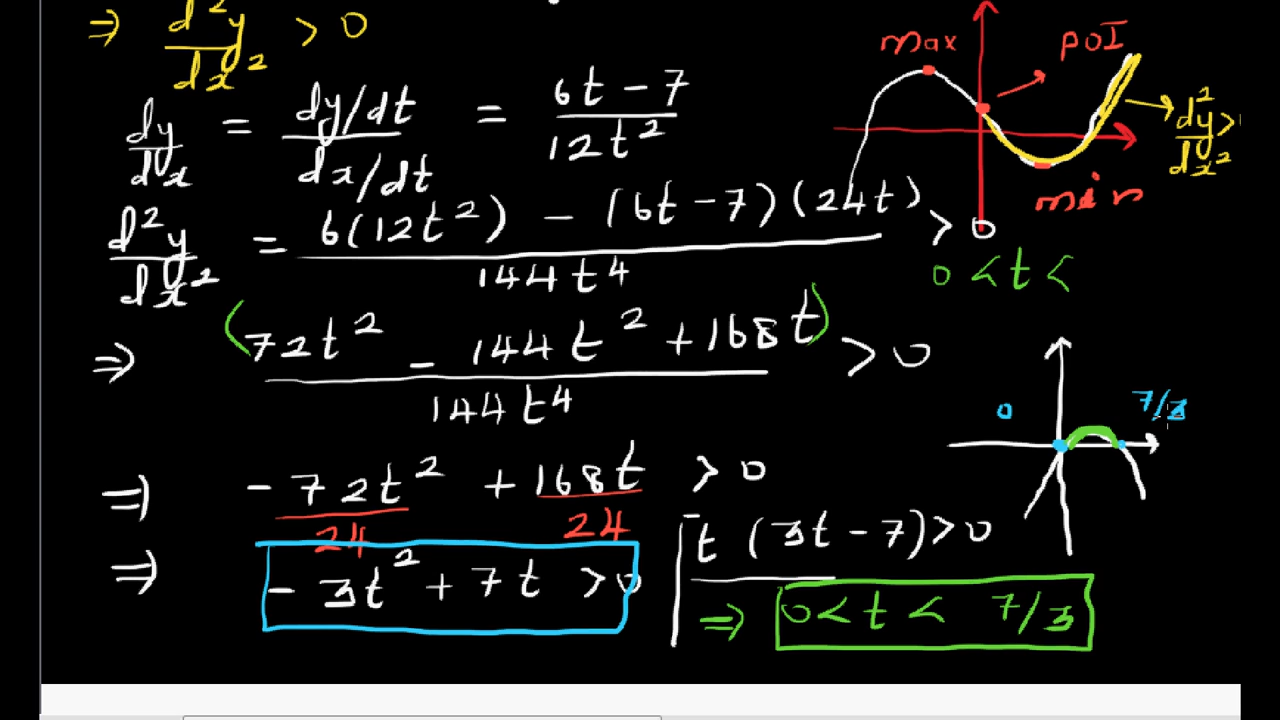 ⇒ d²y/dx² > 0
max
POI
dy/dx = (dy/dt)/(dx/dt) = (6t - 7)/(12t²)
d²y/dx² >
min
d²y/dx² = (6(12t²) - (6t - 7)(24t))/(144t⁴) > 0
0 < t <
⇒ (72t² - 144t² + 168t)/(144t⁴) > 0
0
7/3
⇒ -72t²/24 + 168t/24 > 0
-t (3t - 7) > 0
⇒ -3t² + 7t > 0
⇒ 0 < t < 7/3